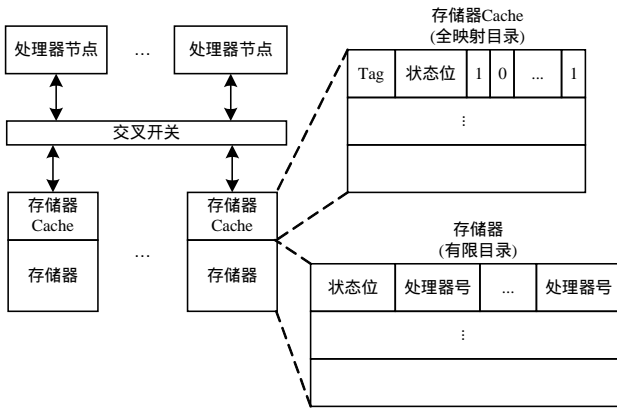 存储器Cache
(全映射目录)
处理器节点 ... 处理器节点
Tag 状态位 1 0 ... 1
交叉开关
⋮
存储器
Cache
存储器
Cache
...
存储器
存储器
存储器
(有限目录)
状态位 处理器号 ... 处理器号
⋮